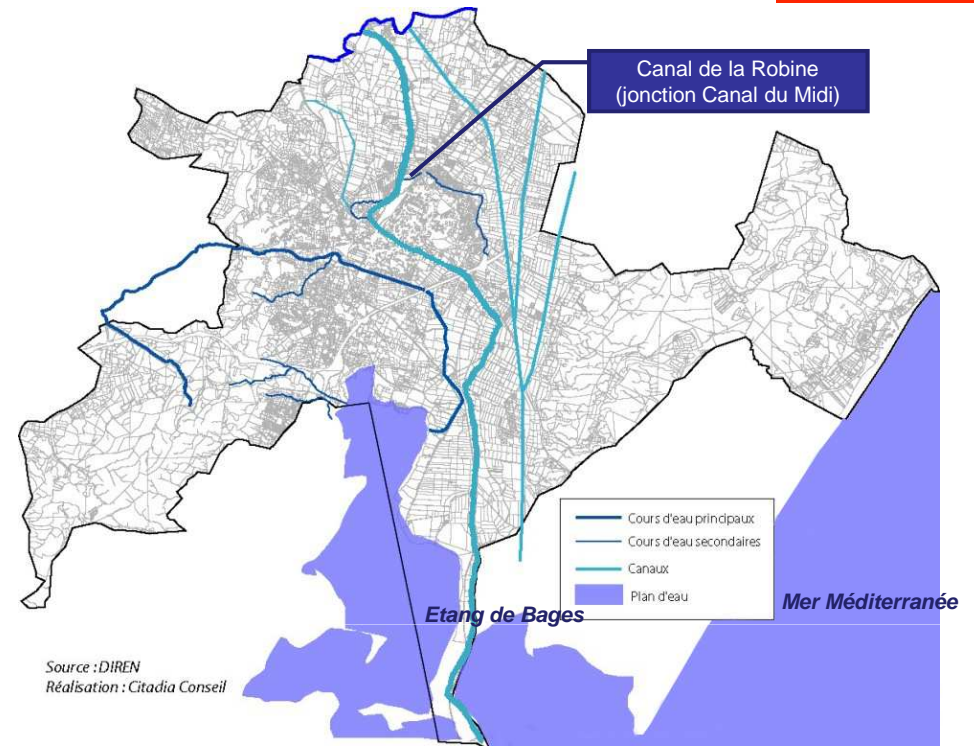 Canal de la Robine
(jonction Canal du Midi)
Cours d'eau principaux
Cours d'eau secondaires
Canaux
Plan d'eau
Etang de Bages
Mer Méditerranée
Source : DIREN
Réalisation : Citadia Conseil